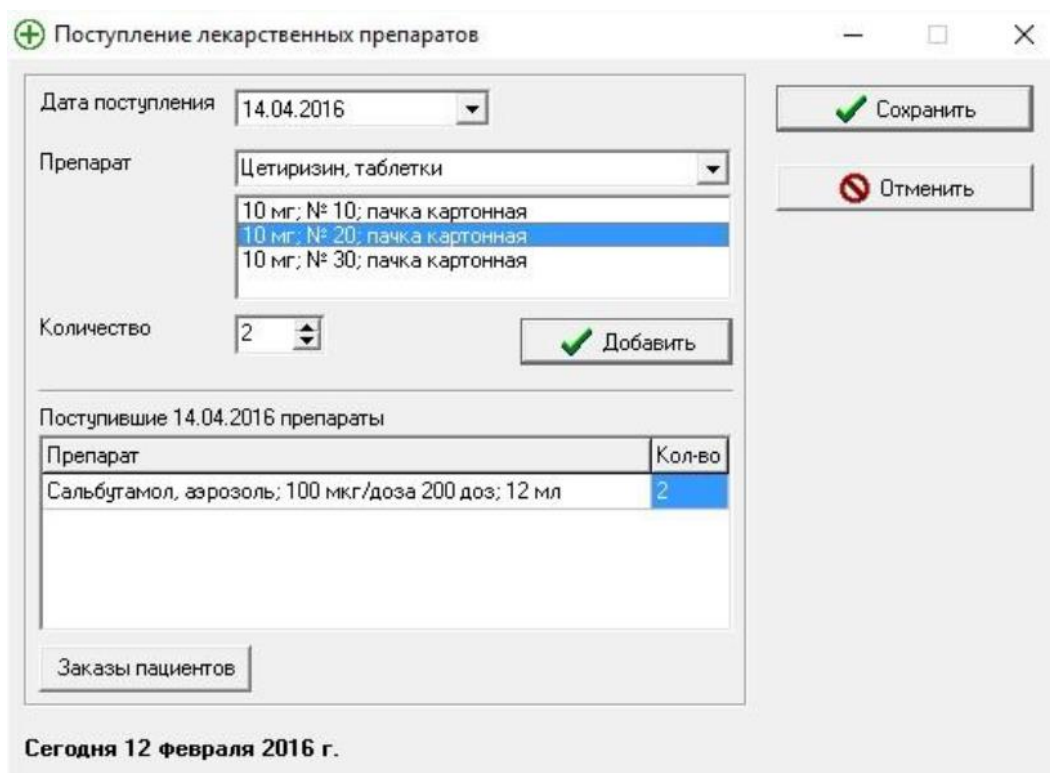 Поступление лекарственных препаратов
Дата поступления 14.04.2016
Сохранить
Препарат Цетиризин, таблетки
Отменить
10 мг; № 10; пачка картонная
10 мг; № 20; пачка картонная
10 мг; № 30; пачка картонная
Количество 2 Добавить
Поступившие 14.04.2016 препараты
Препарат Кол-во
Сальбутамол, аэрозоль; 100 мкг/доза 200 доз; 12 мл 2
Заказы пациентов
Сегодня 12 февраля 2016 г.